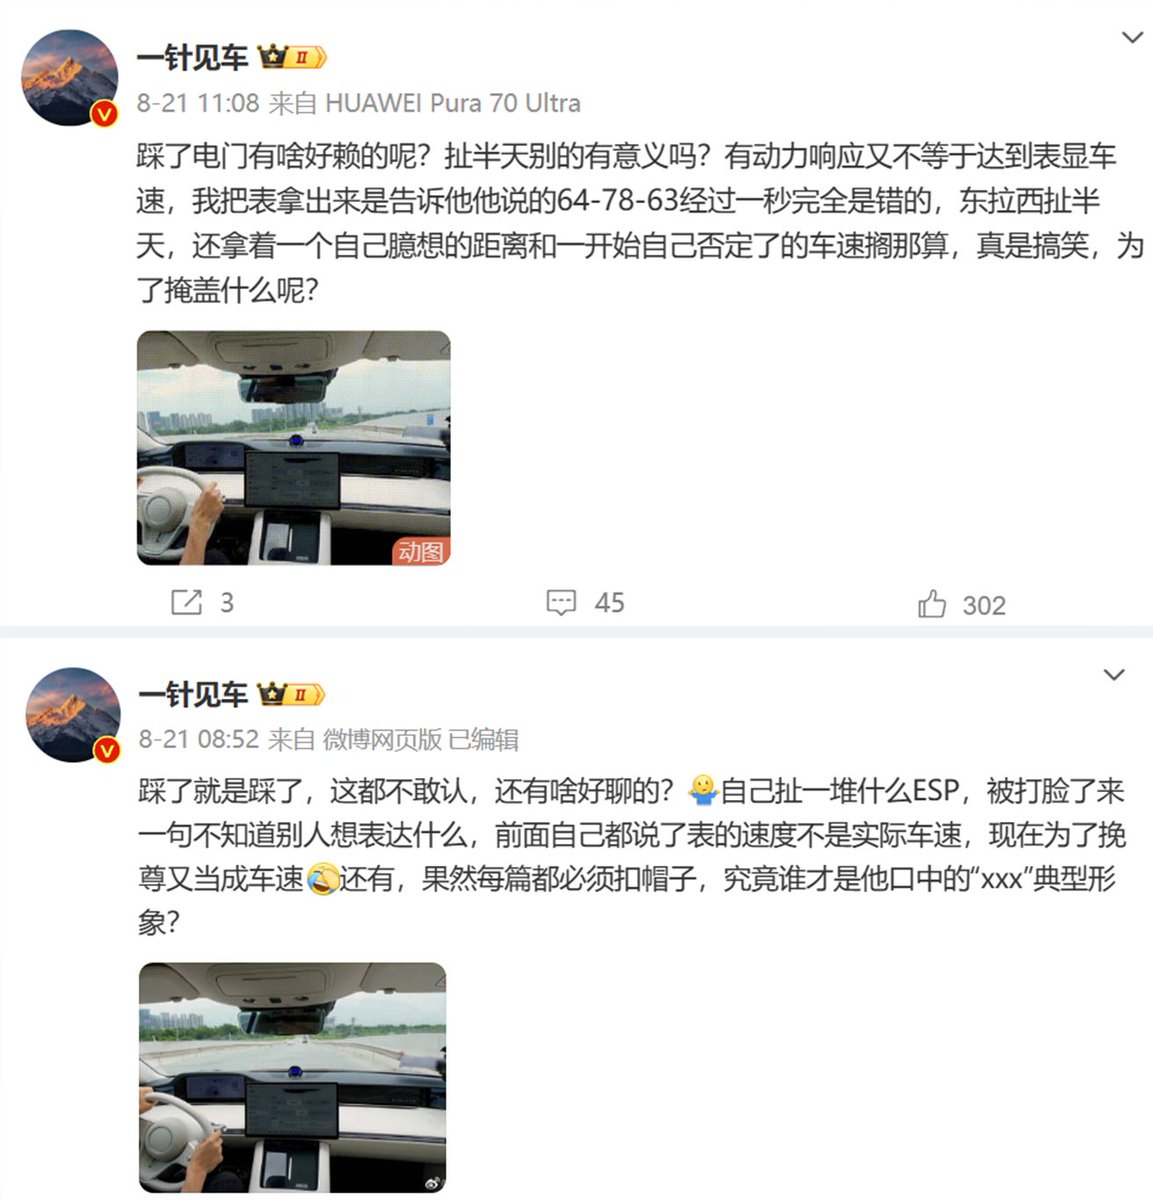 一针见车 II
8-21 11:08 来自 HUAWEI Pura 70 Ultra
踩了电门有啥好赖的呢？扯半天别的有意义吗？有动力响应又不等于达到表显车
速，我把表拿出来是告诉他他说的64-78-63经过一秒完全是错的，东拉西扯半
天，还拿着一个自己臆想的距离和一开始自己否定了的车速搁那算，真是搞笑，为
了掩盖什么呢？
动图
3 45 302
一针见车 II
8-21 08:52 来自 微博网页版 已编辑
踩了就是踩了，这都不敢认，还有啥好聊的？🤷自己扯一堆什么ESP，被打脸了来
一句不知道别人想表达什么，前面自己都说了表的速度不是实际车速，现在为了挽
尊又当成车速🤣还有，果然每篇都必须扣帽子，究竟谁才是他口中的“xxx”典型形
象？